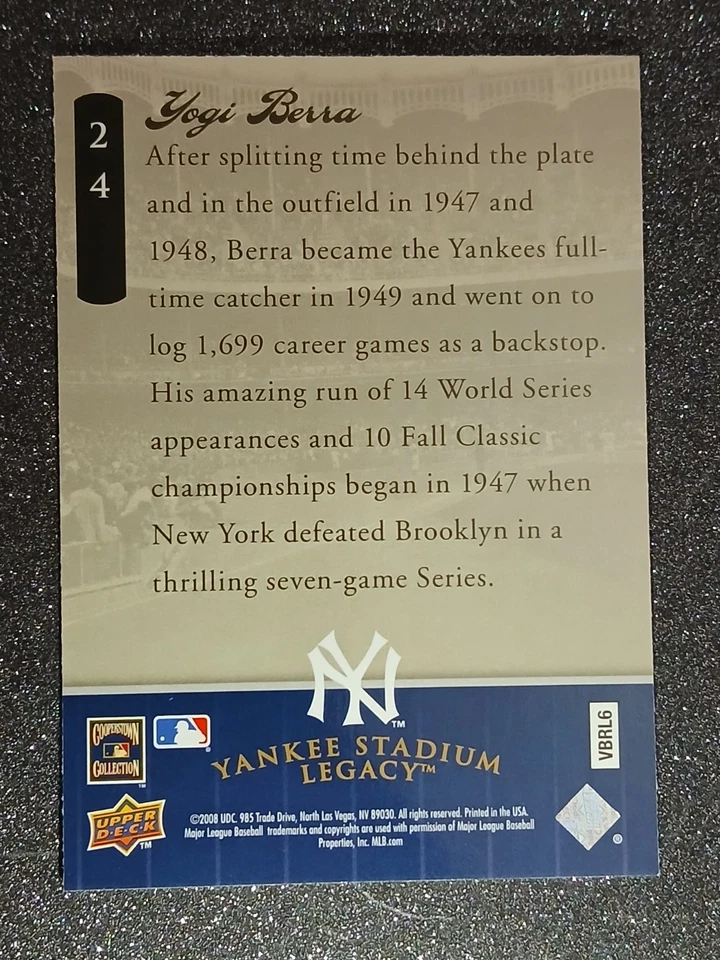 24
Yogi Berra
After splitting time behind the plate
and in the outfield in 1947 and
1948, Berra became the Yankees full-
time catcher in 1949 and went on to
log 1,699 career games as a backstop.
His amazing run of 14 World Series
appearances and 10 Fall Classic
championships began in 1947 when
New York defeated Brooklyn in a
thrilling seven-game Series.
NY™
COOPERSTOWN
COLLECTION™
®
YANKEE STADIUM
LEGACY™
VBRL6
UPPER
D·E·C·K™
©2008 UDC. 985 Trade Drive, North Las Vegas, NV 89030. All rights reserved. Printed in the USA.
Major League Baseball trademarks and copyrights are used with permission of Major League Baseball
Properties, Inc. MLB.com
®